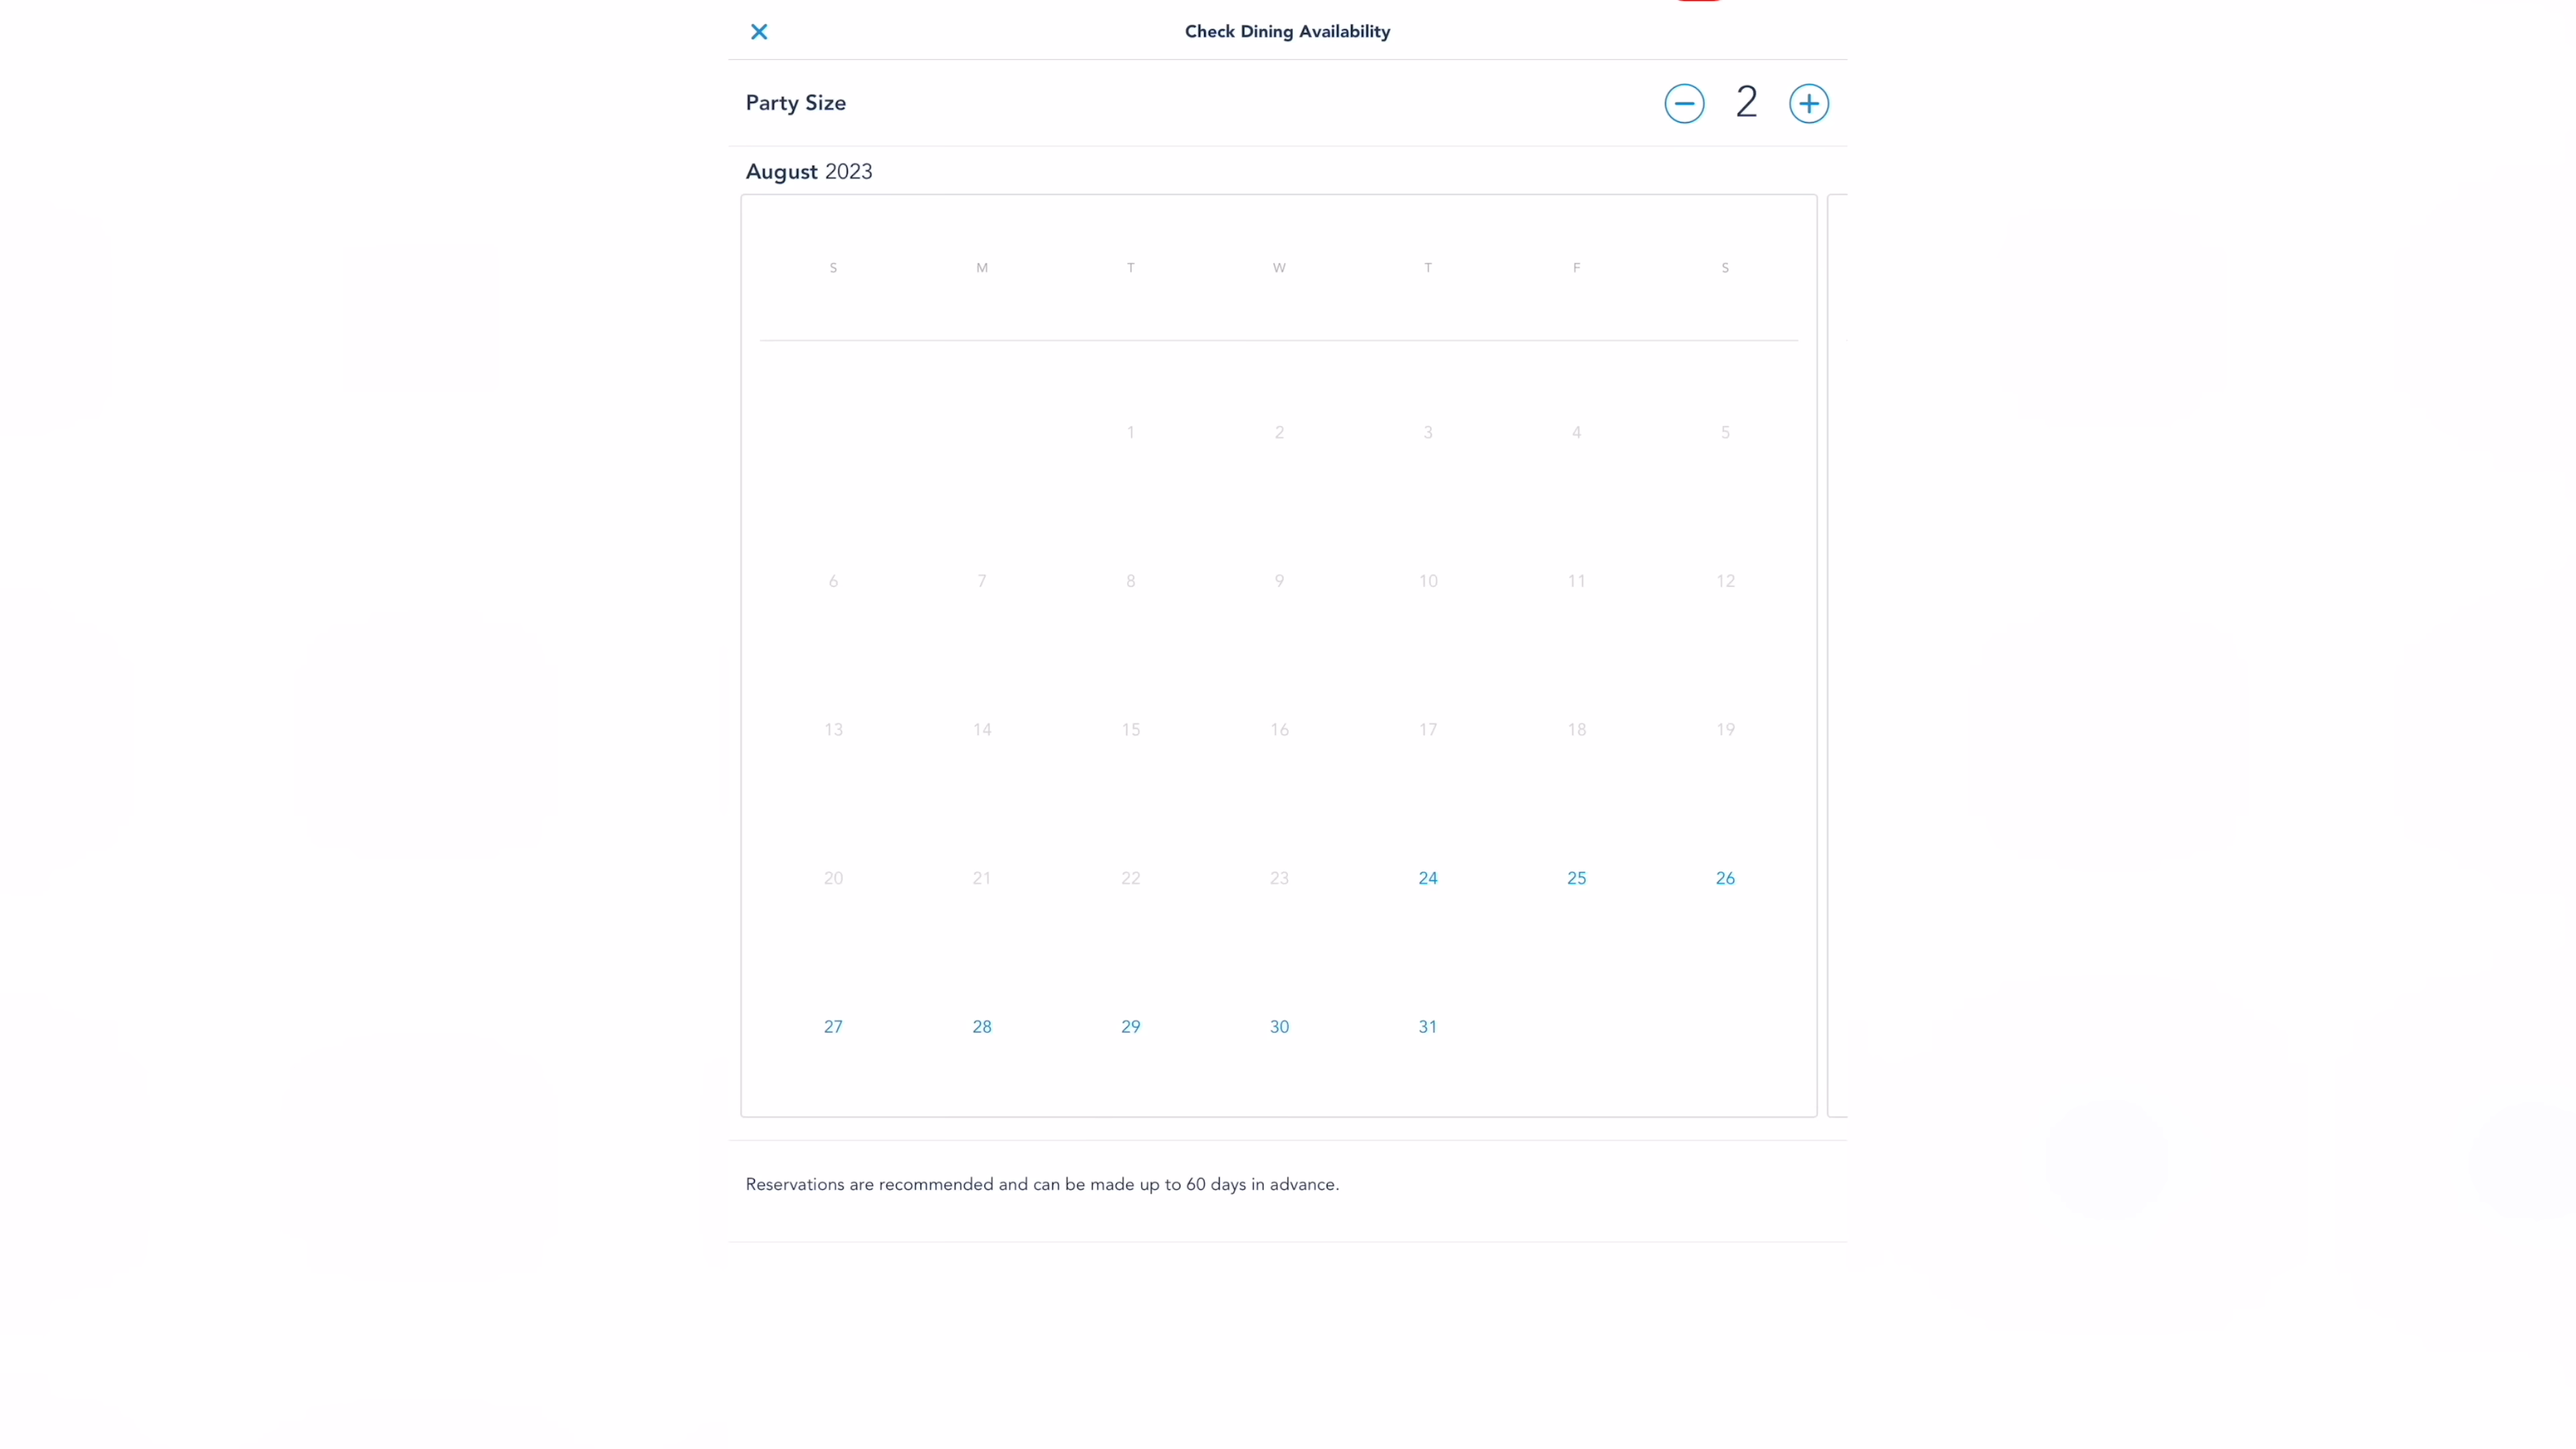 Check Dining Availability
Party Size 2
August 2023
S M T W T F S
1 2 3 4 5
6 7 8 9 10 11 12
13 14 15 16 17 18 19
20 21 22 23 24 25 26
27 28 29 30 31
Reservations are recommended and can be made up to 60 days in advance.